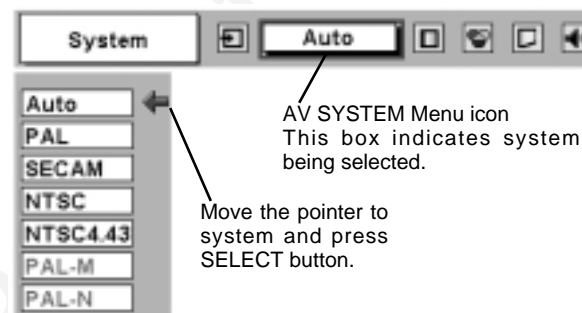 System
Auto
AV SYSTEM Menu icon
This box indicates system
being selected.
Auto
PAL
SECAM
NTSC
NTSC4.43
PAL-M
PAL-N
Move the pointer to
system and press
SELECT button.